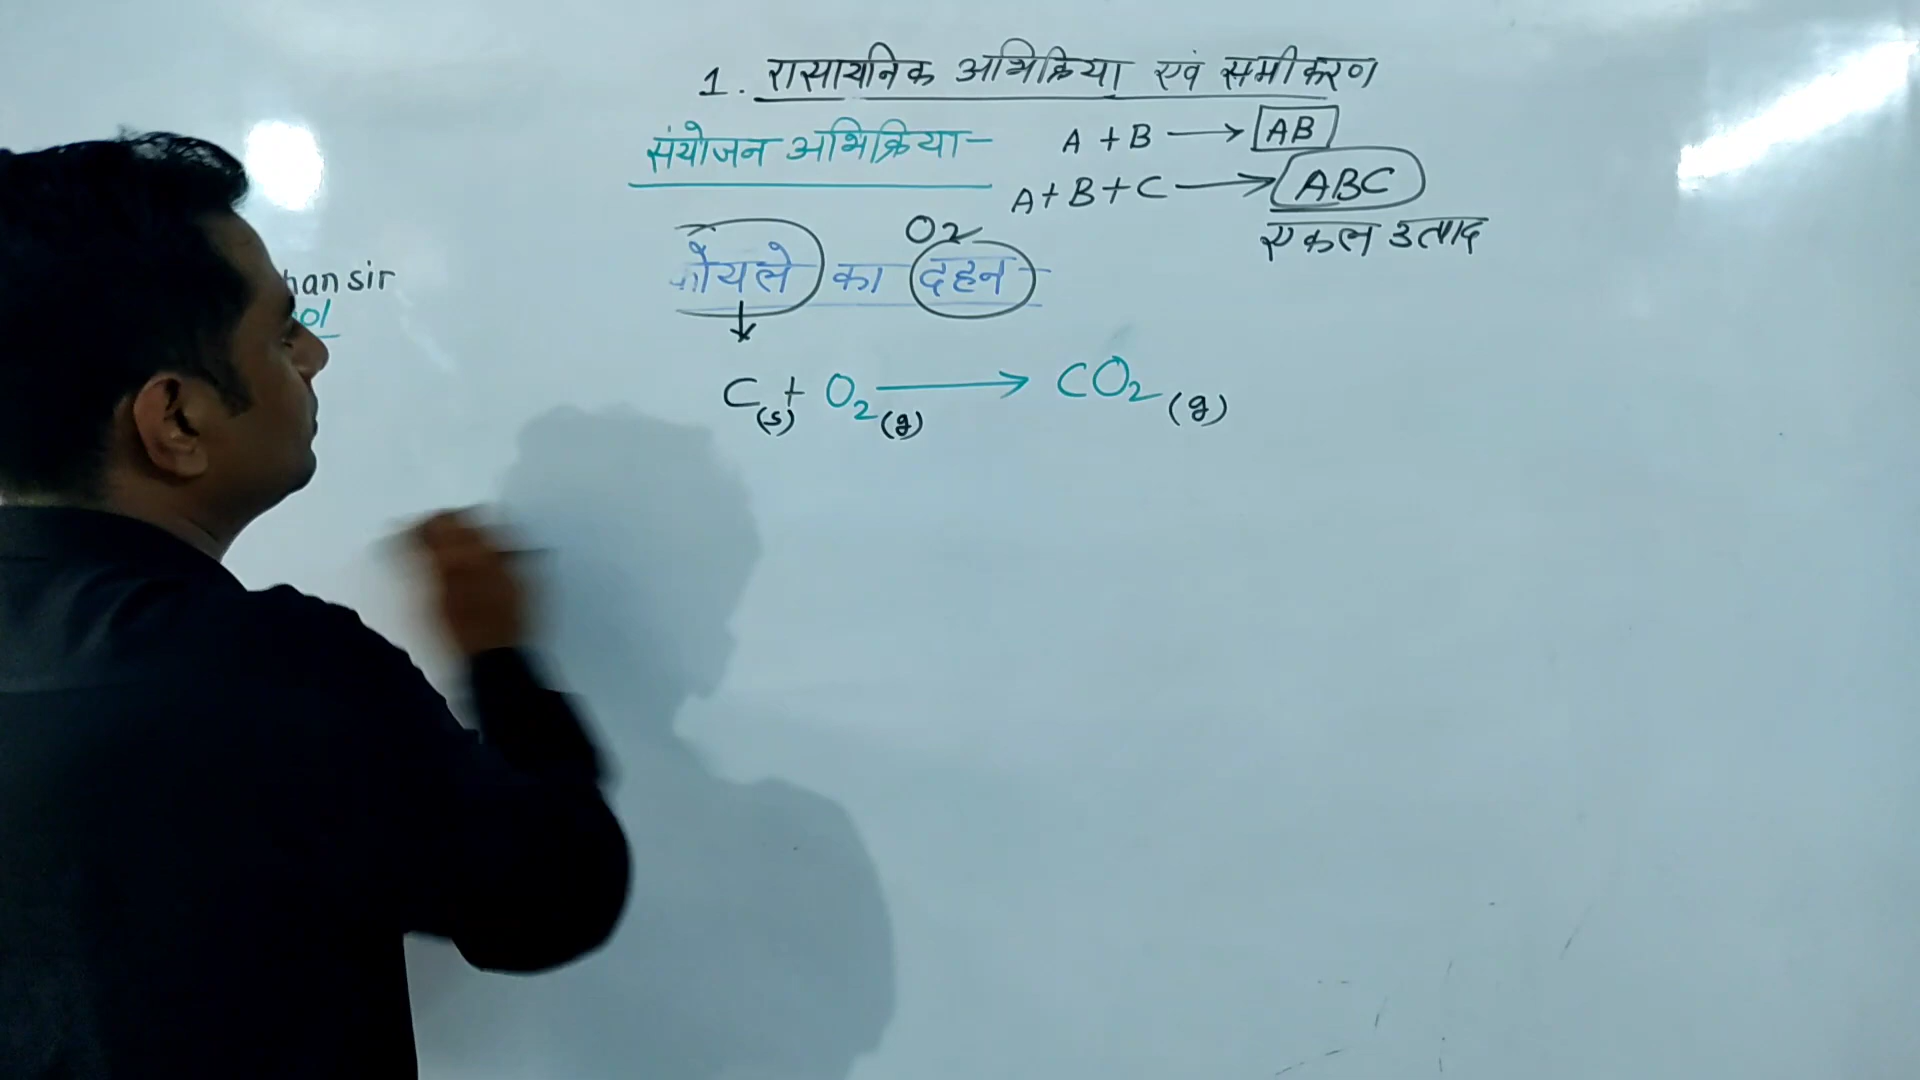 1. रासायनिक अभिक्रिया एवं समीकरण
संयोजन अभिक्रिया- A + B ⟶ AB
A + B + C ⟶ ABC
एकल उत्पाद
O2
कोयले का दहन-
han sir
ol
C(s) + O2(g) ⟶ CO2(g)